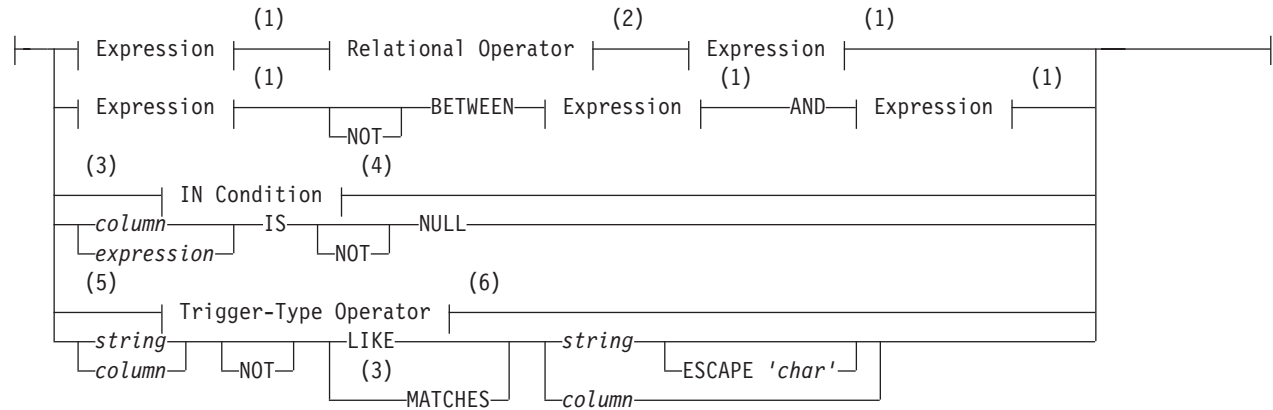 (1) (2) (1)
Expression Relational Operator Expression
(1) (1) (1)
Expression BETWEEN Expression AND Expression
NOT
(3) (4)
IN Condition
column IS NULL
expression NOT
(5) (6)
Trigger-Type Operator
string LIKE string
column NOT (3) ESCAPE 'char'
MATCHES column